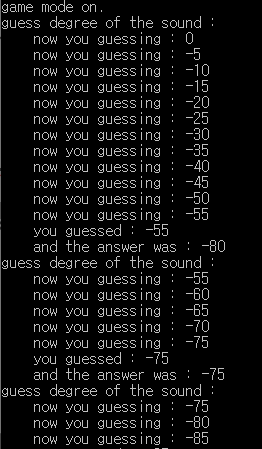 game mode on.
guess degree of the sound :
now you guessing : 0
now you guessing : -5
now you guessing : -10
now you guessing : -15
now you guessing : -20
now you guessing : -25
now you guessing : -30
now you guessing : -35
now you guessing : -40
now you guessing : -45
now you guessing : -50
now you guessing : -55
you guessed : -55
and the answer was : -80
guess degree of the sound :
now you guessing : -55
now you guessing : -60
now you guessing : -65
now you guessing : -70
now you guessing : -75
you guessed : -75
and the answer was : -75
guess degree of the sound :
now you guessing : -75
now you guessing : -80
now you guessing : -85